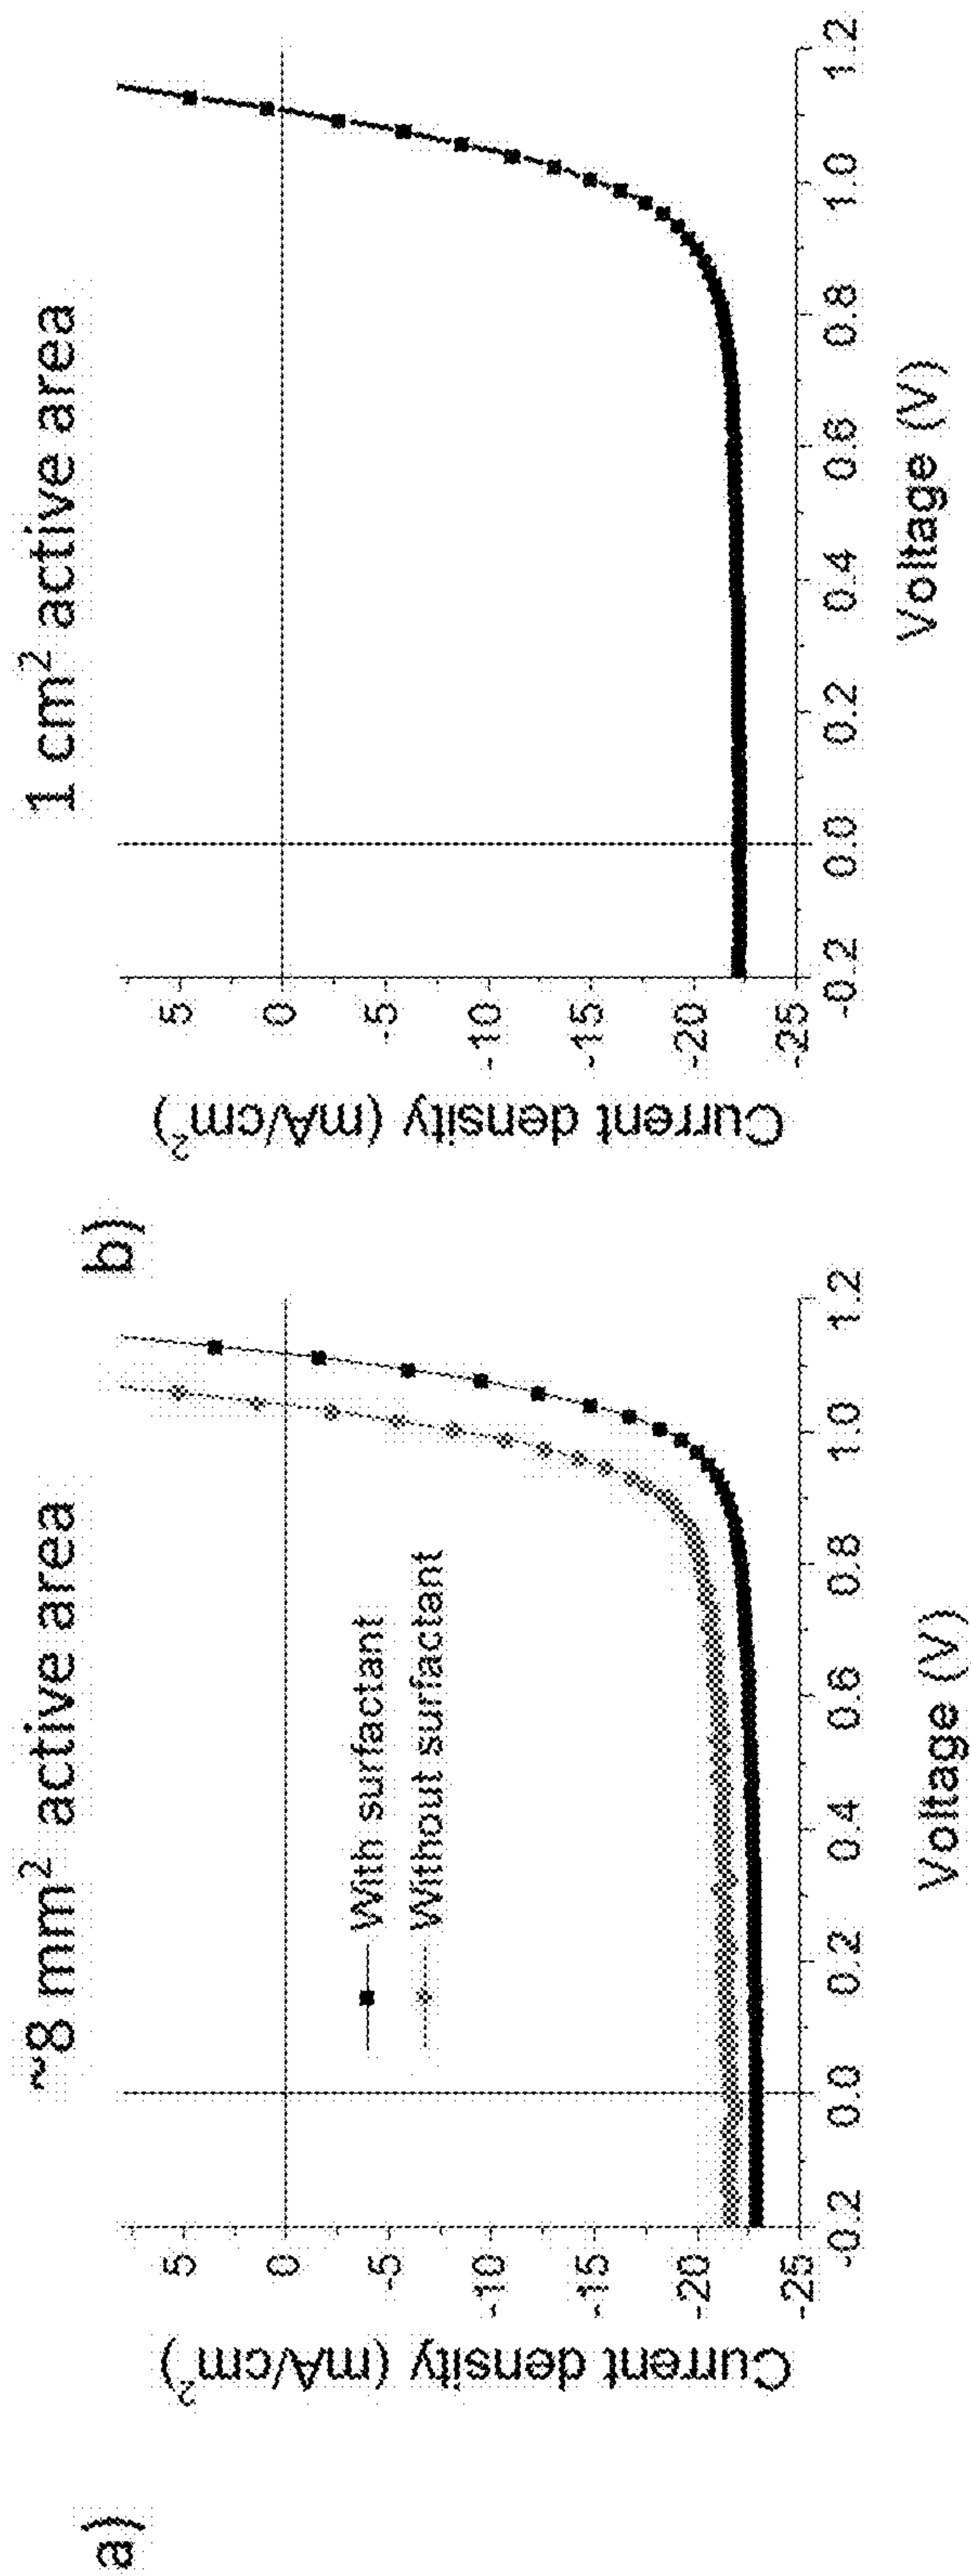 a)
~8 mm² active area
Current density (mA/cm²)
5
0
-5
-10
-15
-20
-25
With surfactant
Without surfactant
-0.2 0.0 0.2 0.4 0.6 0.8 1.0 1.2
Voltage (V)
b)
1 cm² active area
Current density (mA/cm²)
5
0
-5
-10
-15
-20
-25
-0.2 0.0 0.2 0.4 0.6 0.8 1.0 1.2
Voltage (V)